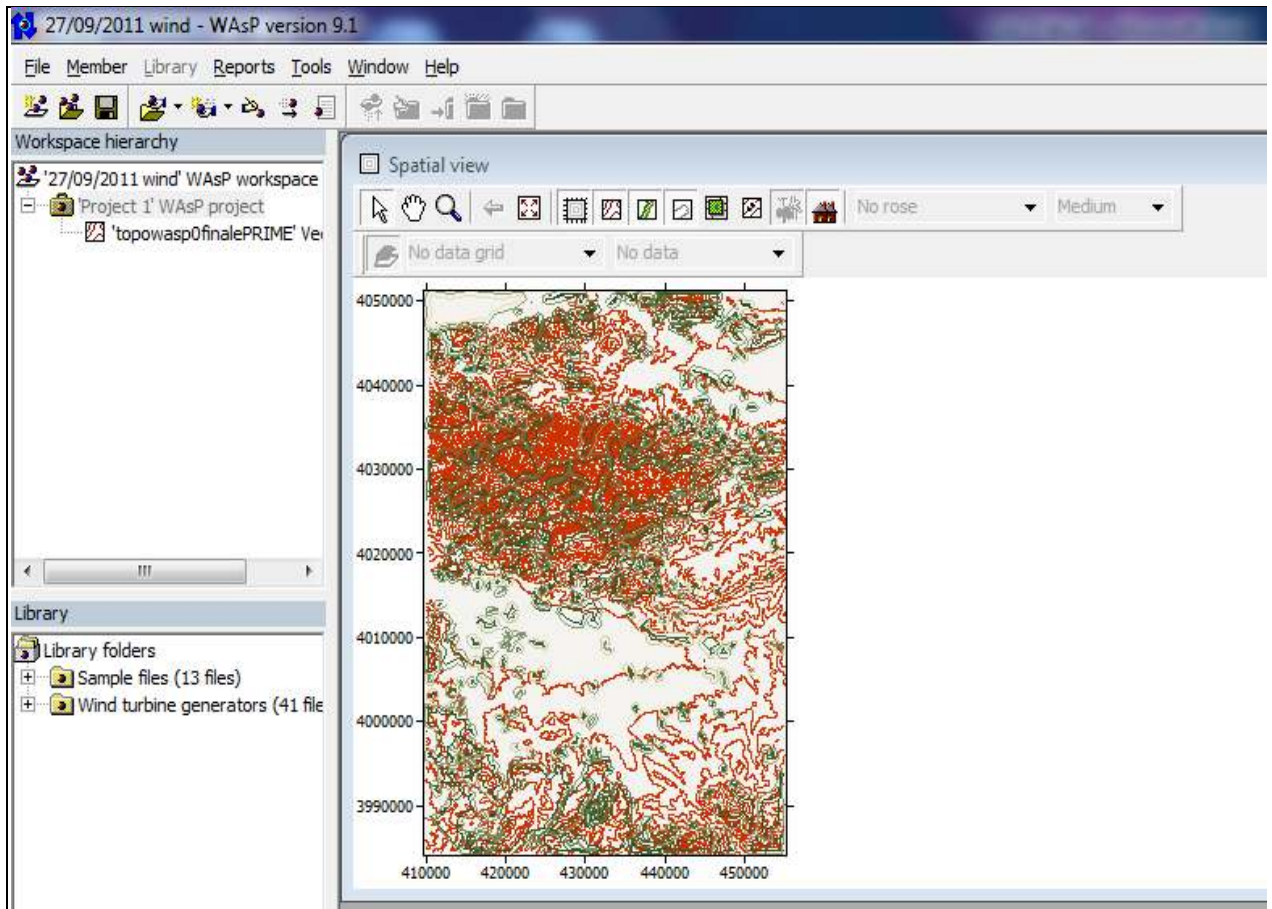 27/09/2011 wind - WAsP version 9.1
File Member Library Reports Tools Window Help
Workspace hierarchy
'27/09/2011 wind' WAsP workspace
'Project 1' WAsP project
'topowasp0finalePRIME' Ve
Library
Library folders
Sample files (13 files)
Wind turbine generators (41 file
Spatial view
No rose Medium
No data grid No data
4050000
4040000
4030000
4020000
4010000
4000000
3990000
410000 420000 430000 440000 450000